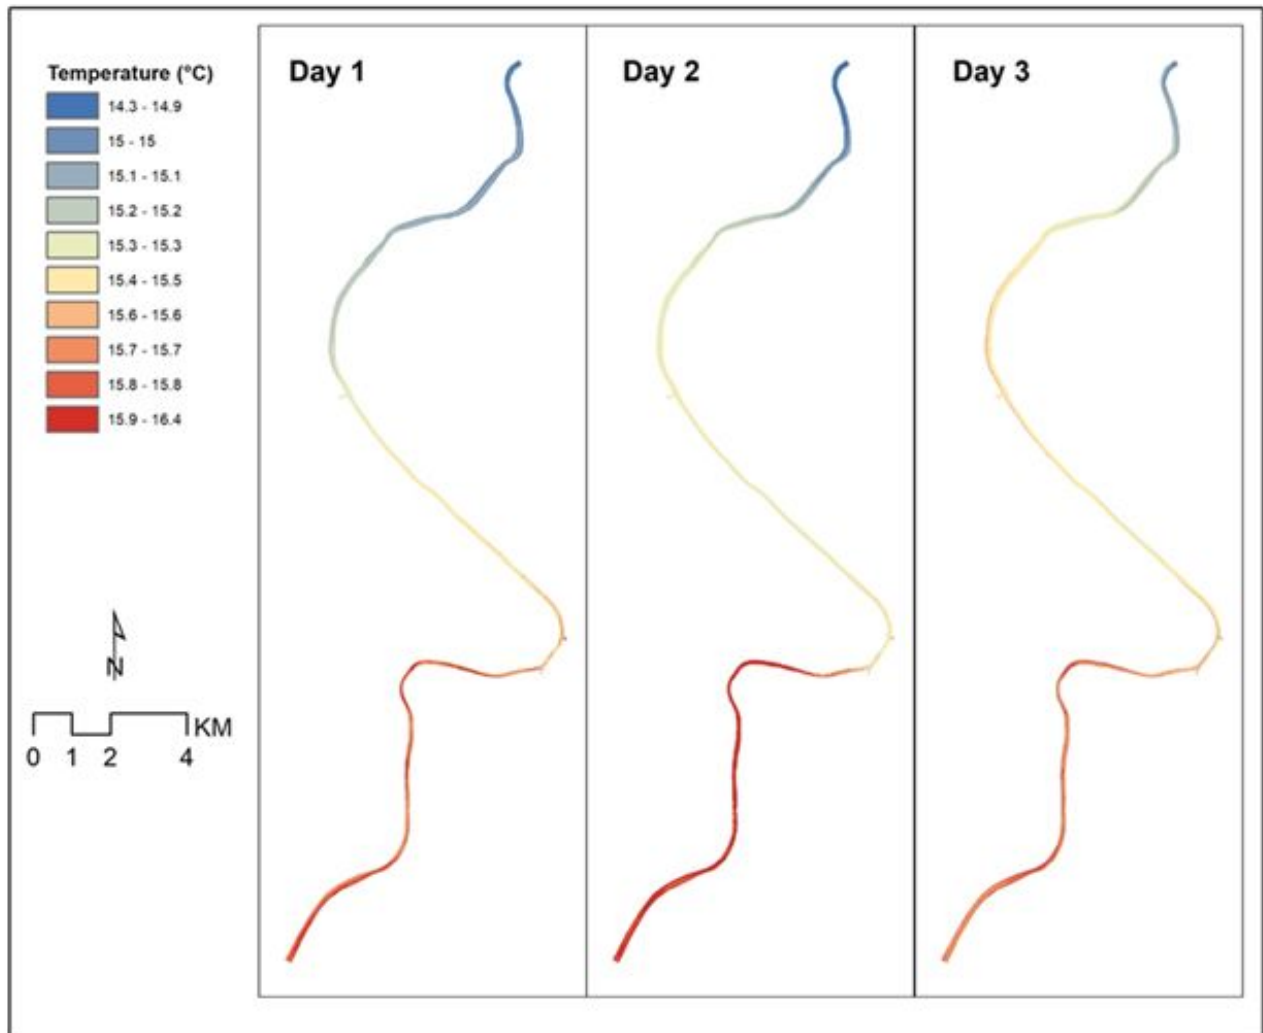 Temperature (°C)
14.3 - 14.9
15 - 15
15.1 - 15.1
15.2 - 15.2
15.3 - 15.3
15.4 - 15.5
15.6 - 15.6
15.7 - 15.7
15.8 - 15.8
15.9 - 16.4
N
KM
0 1 2 4
Day 1
Day 2
Day 3